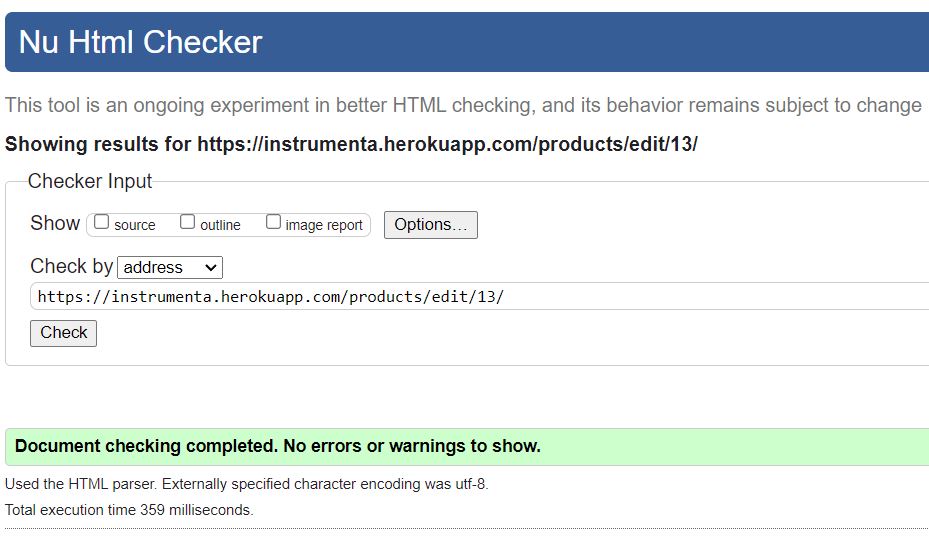 Nu Html Checker
This tool is an ongoing experiment in better HTML checking, and its behavior remains subject to change
Showing results for https://instrumenta.herokuapp.com/products/edit/13/
Checker Input
Show source outline image report Options...
Check by address
https://instrumenta.herokuapp.com/products/edit/13/
Check
Document checking completed. No errors or warnings to show.
Used the HTML parser. Externally specified character encoding was utf-8.
Total execution time 359 milliseconds.